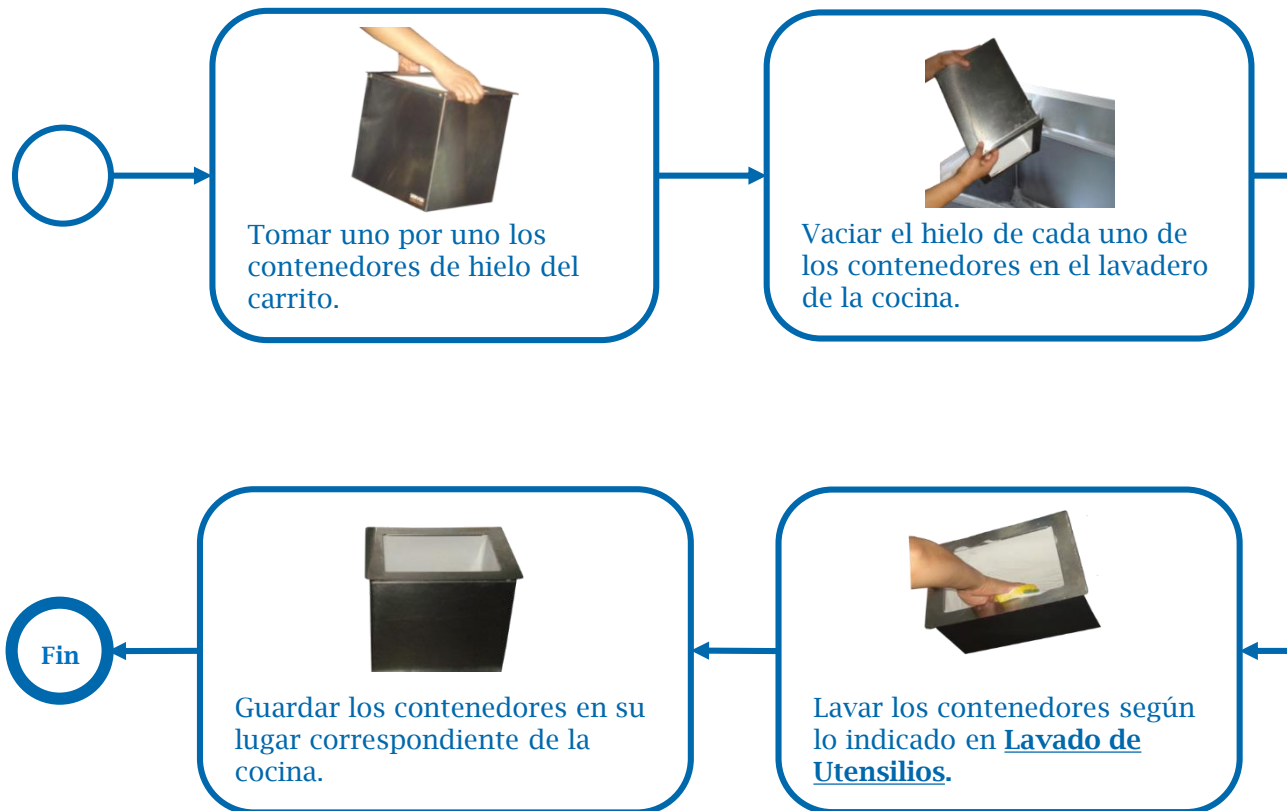 Tomar uno por uno los
contenedores de hielo del
carrito.
Vaciar el hielo de cada uno de
los contenedores en el lavadero
de la cocina.
Fin
Guardar los contenedores en su
lugar correspondiente de la
cocina.
Lavar los contenedores según
lo indicado en Lavado de
Utensilios.